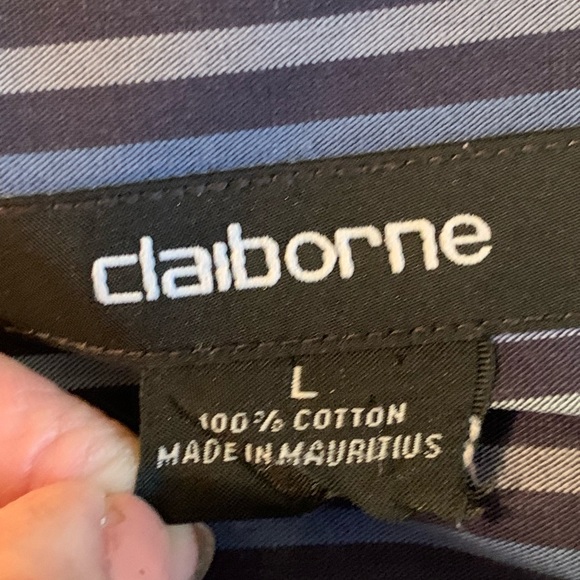 claiborne
L
100% COTTON
MADE IN MAURITIUS